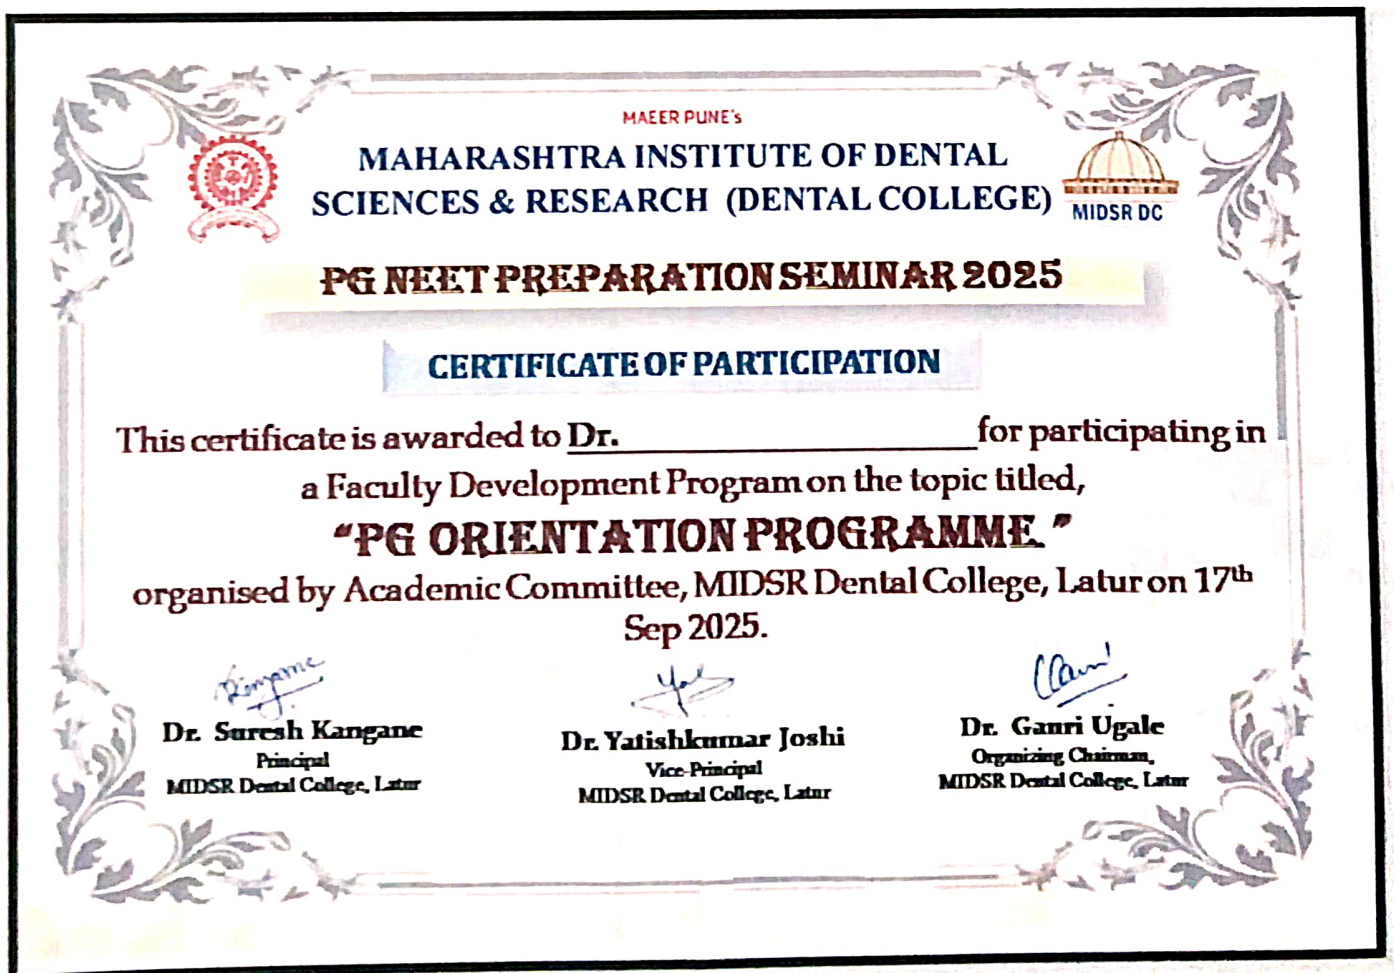 MAEER PUNE's
MAHARASHTRA INSTITUTE OF DENTAL
SCIENCES & RESEARCH (DENTAL COLLEGE)
MIDSR DC
PG NEET PREPARATION SEMINAR 2025
CERTIFICATE OF PARTICIPATION
This certificate is awarded to Dr. ____________________ for participating in
a Faculty Development Program on the topic titled,
“PG ORIENTATION PROGRAMME.”
organised by Academic Committee, MIDSR Dental College, Latur on 17th
Sep 2025.
Dr. Suresh Kangane
Principal
MIDSR Dental College, Latur
Dr. Yatishkumar Joshi
Vice-Principal
MIDSR Dental College, Latur
Dr. Gauri Ugale
Organizing Chairman,
MIDSR Dental College, Latur